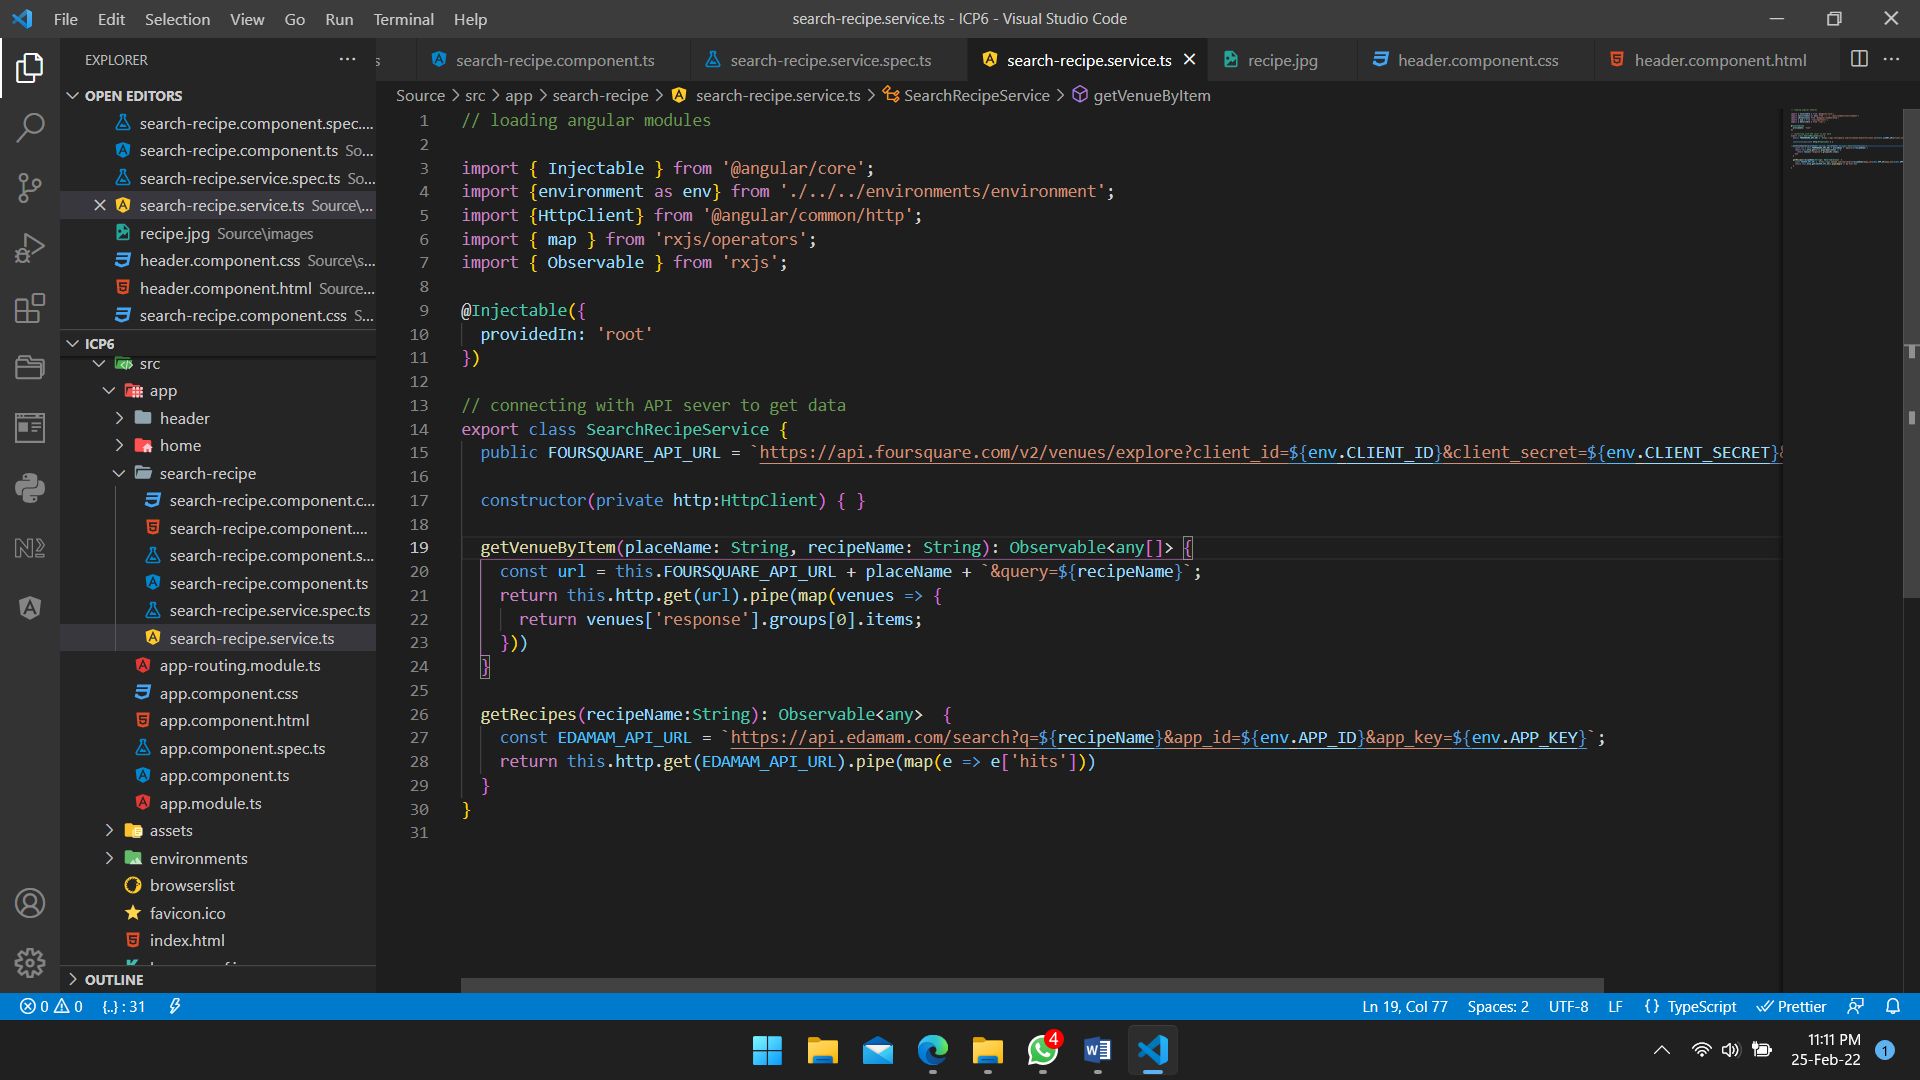 File Edit Selection View Go Run Terminal Help
search-recipe.service.ts - ICP6 - Visual Studio Code
EXPLORER
s
search-recipe.component.ts
search-recipe.service.spec.ts
search-recipe.service.ts
recipe.jpg
header.component.css
header.component.html
Source > src > app > search-recipe > search-recipe.service.ts > SearchRecipeService > getVenueByItem
OPEN EDITORS
search-recipe.component.spec....
search-recipe.component.ts So...
search-recipe.service.spec.ts So...
search-recipe.service.ts Source\...
recipe.jpg Source\images
header.component.css Source\s...
header.component.html Source...
search-recipe.component.css S...
ICP6
src
app
header
home
search-recipe
search-recipe.component.c...
search-recipe.component....
search-recipe.component.s...
search-recipe.component.ts
search-recipe.service.spec.ts
search-recipe.service.ts
app-routing.module.ts
app.component.css
app.component.html
app.component.spec.ts
app.component.ts
app.module.ts
assets
environments
browserslist
favicon.ico
index.html
OUTLINE
1 // loading angular modules
2
3 import { Injectable } from '@angular/core';
4 import {environment as env} from './../../environments/environment';
5 import {HttpClient} from '@angular/common/http';
6 import { map } from 'rxjs/operators';
7 import { Observable } from 'rxjs';
8
9 @Injectable({
10 providedIn: 'root'
11 })
12
13 // connecting with API sever to get data
14 export class SearchRecipeService {
15 public FOURSQUARE_API_URL = `https://api.foursquare.com/v2/venues/explore?client_id=${env.CLIENT_ID}&client_secret=${env.CLIENT_SECRET}&
16
17 constructor(private http:HttpClient) { }
18
19 getVenueByItem(placeName: String, recipeName: String): Observable<any[]> {
20 const url = this.FOURSQUARE_API_URL + placeName + `&query=${recipeName}`;
21 return this.http.get(url).pipe(map(venues => {
22 return venues['response'].groups[0].items;
23 }))
24 }
25
26 getRecipes(recipeName:String): Observable<any> {
27 const EDAMAM_API_URL = `https://api.edamam.com/search?q=${recipeName}&app_id=${env.APP_ID}&app_key=${env.APP_KEY}`;
28 return this.http.get(EDAMAM_API_URL).pipe(map(e => e['hits']))
29 }
30 }
31
0 0 {..} : 31
Ln 19, Col 77 Spaces: 2 UTF-8 LF {} TypeScript Prettier
4
11:11 PM
25-Feb-22
1